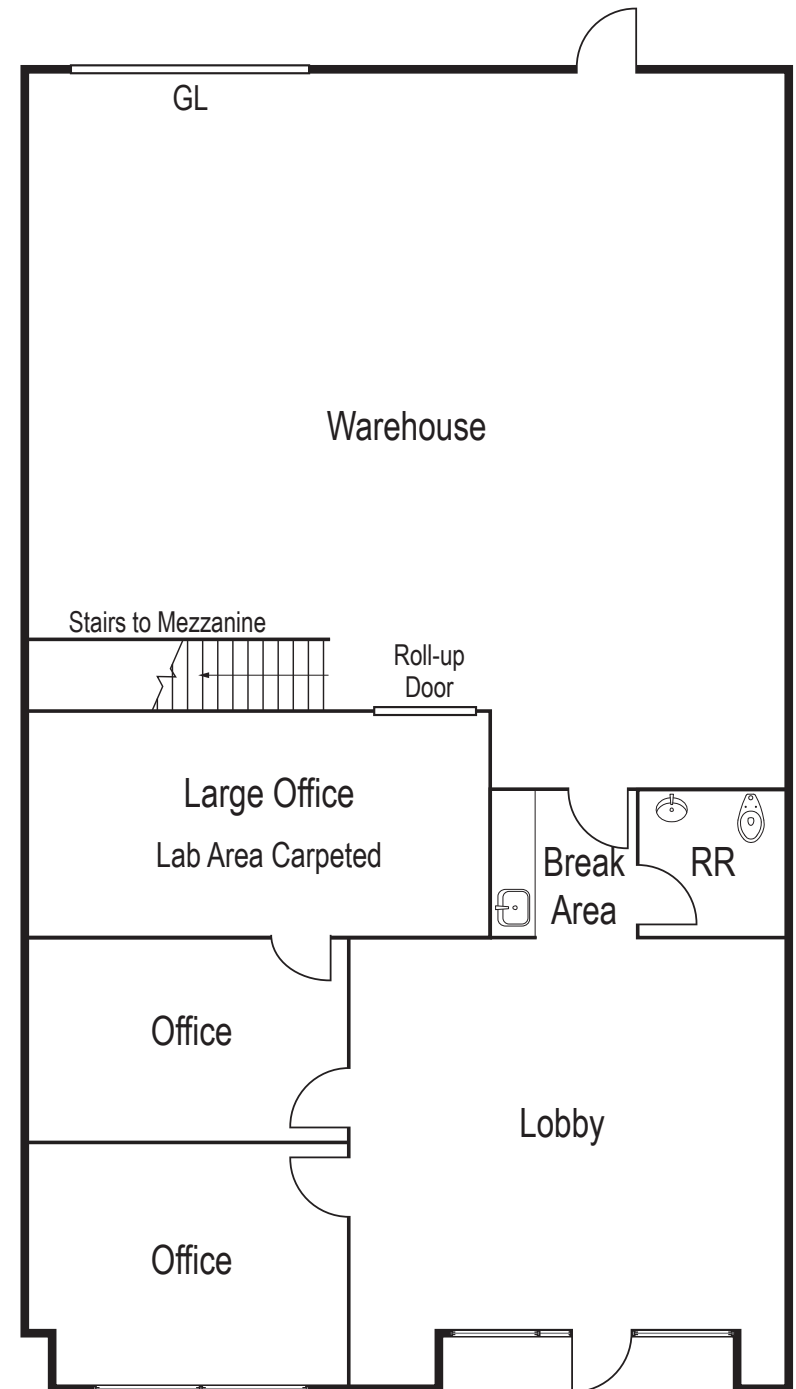 GL
Warehouse
Stairs to Mezzanine
Roll-up
Door
Large Office
Lab Area Carpeted
Break
Area
RR
Office
Lobby
Office